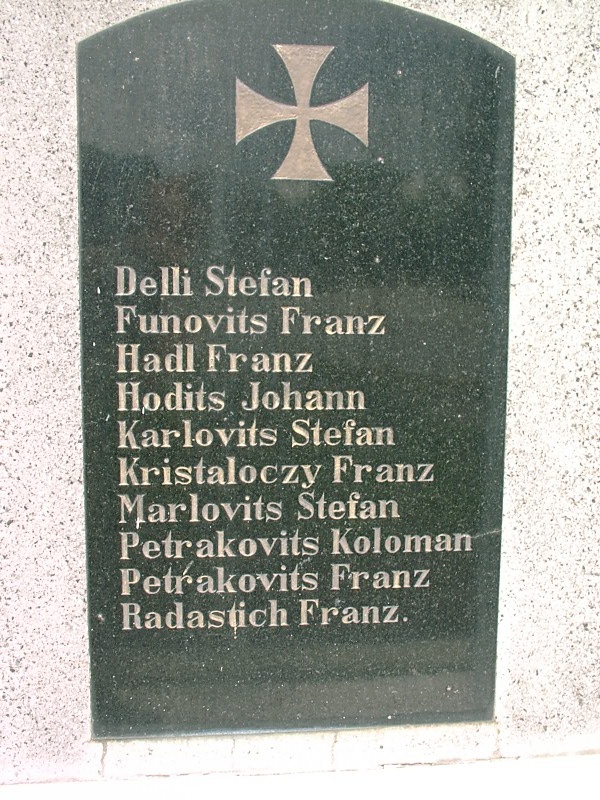 Delli Stefan
Funovits Franz
Hadl Franz
Hodits Johann
Karlovits Stefan
Kristaloczy Franz
Marlovits Stefan
Petrakovits Koloman
Petrakovits Franz
Radastich Franz.